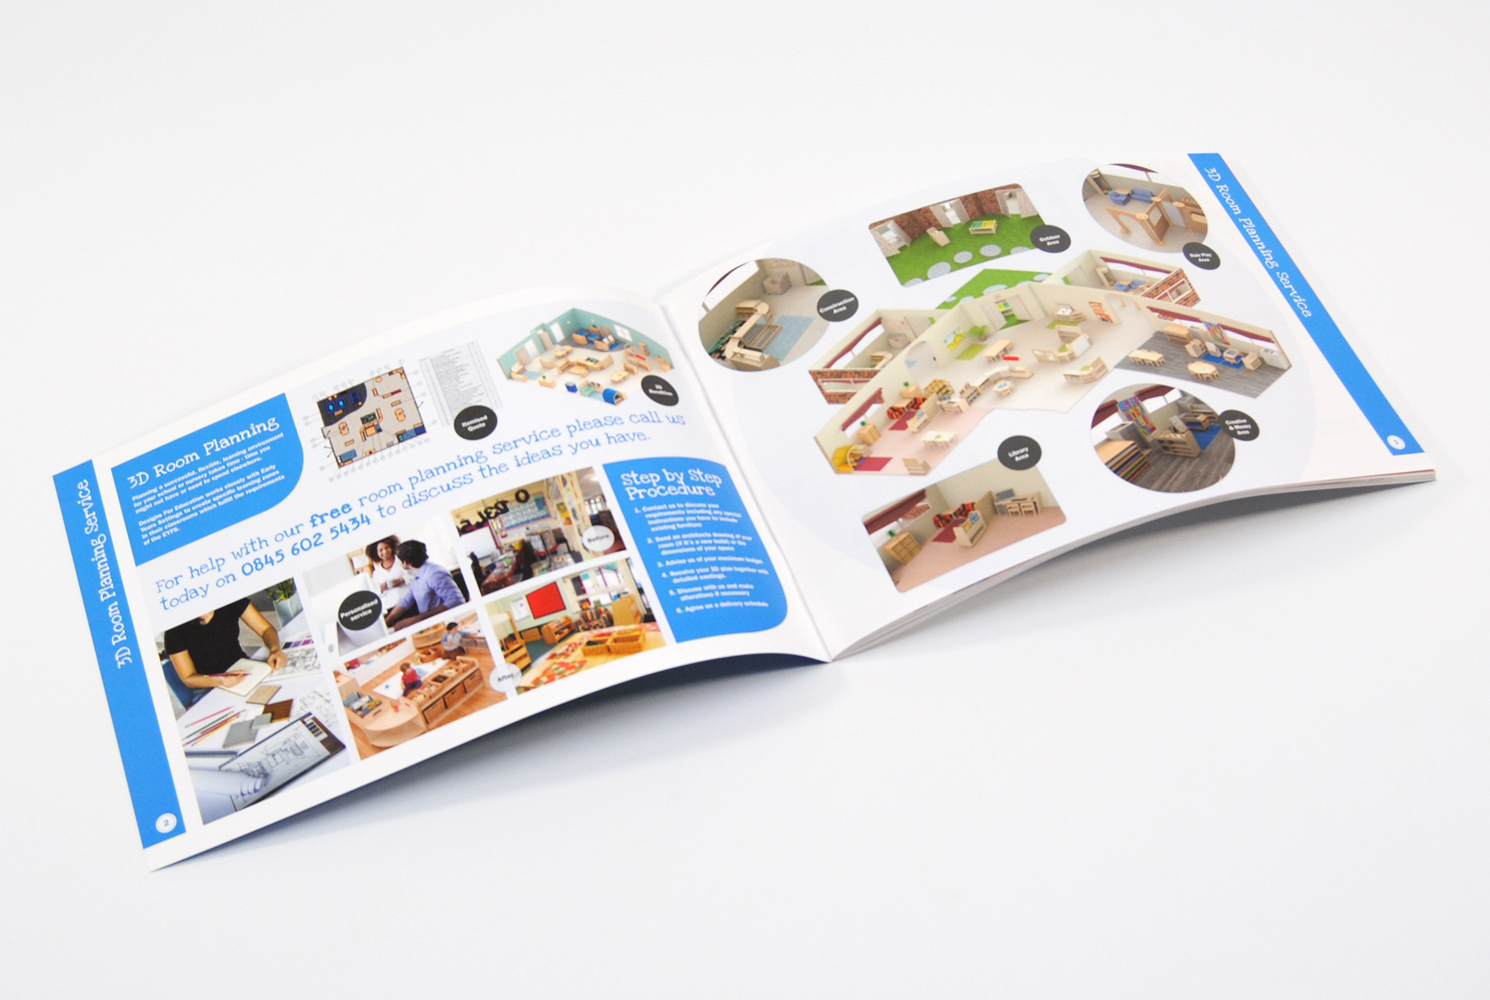 3D Room Planning Service
2
3D Room Planning
Planning a successful, flexible, learning environment
for your school or nursery takes time - time you
might not have or need to spend elsewhere.
Designs For Education works closely with Early
Years Settings to create specific learning zones
in their classrooms which build the requirements
of the EYFS.
Itemised
Quote
3D
Rendition
For help with our free room planning service please call us
today on 0845 602 5434 to discuss the ideas you have.
Personalised
service
Before
After
Step by Step
Procedure
1. Contact us to discuss your
requirements including any special
instructions you have to include
existing furniture
2. Send an architects drawing of your
room (if it's a new build) or the
dimensions of your space
3. Advise us of your maximum budget
4. Receive your 3D plan together with
detailed costings.
5. Discuss with us and make
alterations if necessary
6. Agree on a delivery schedule
Construction
Area
Outdoor
Area
Role Play
Area
Library
Area
Creative
& Messy
Area
3D Room Planning Service